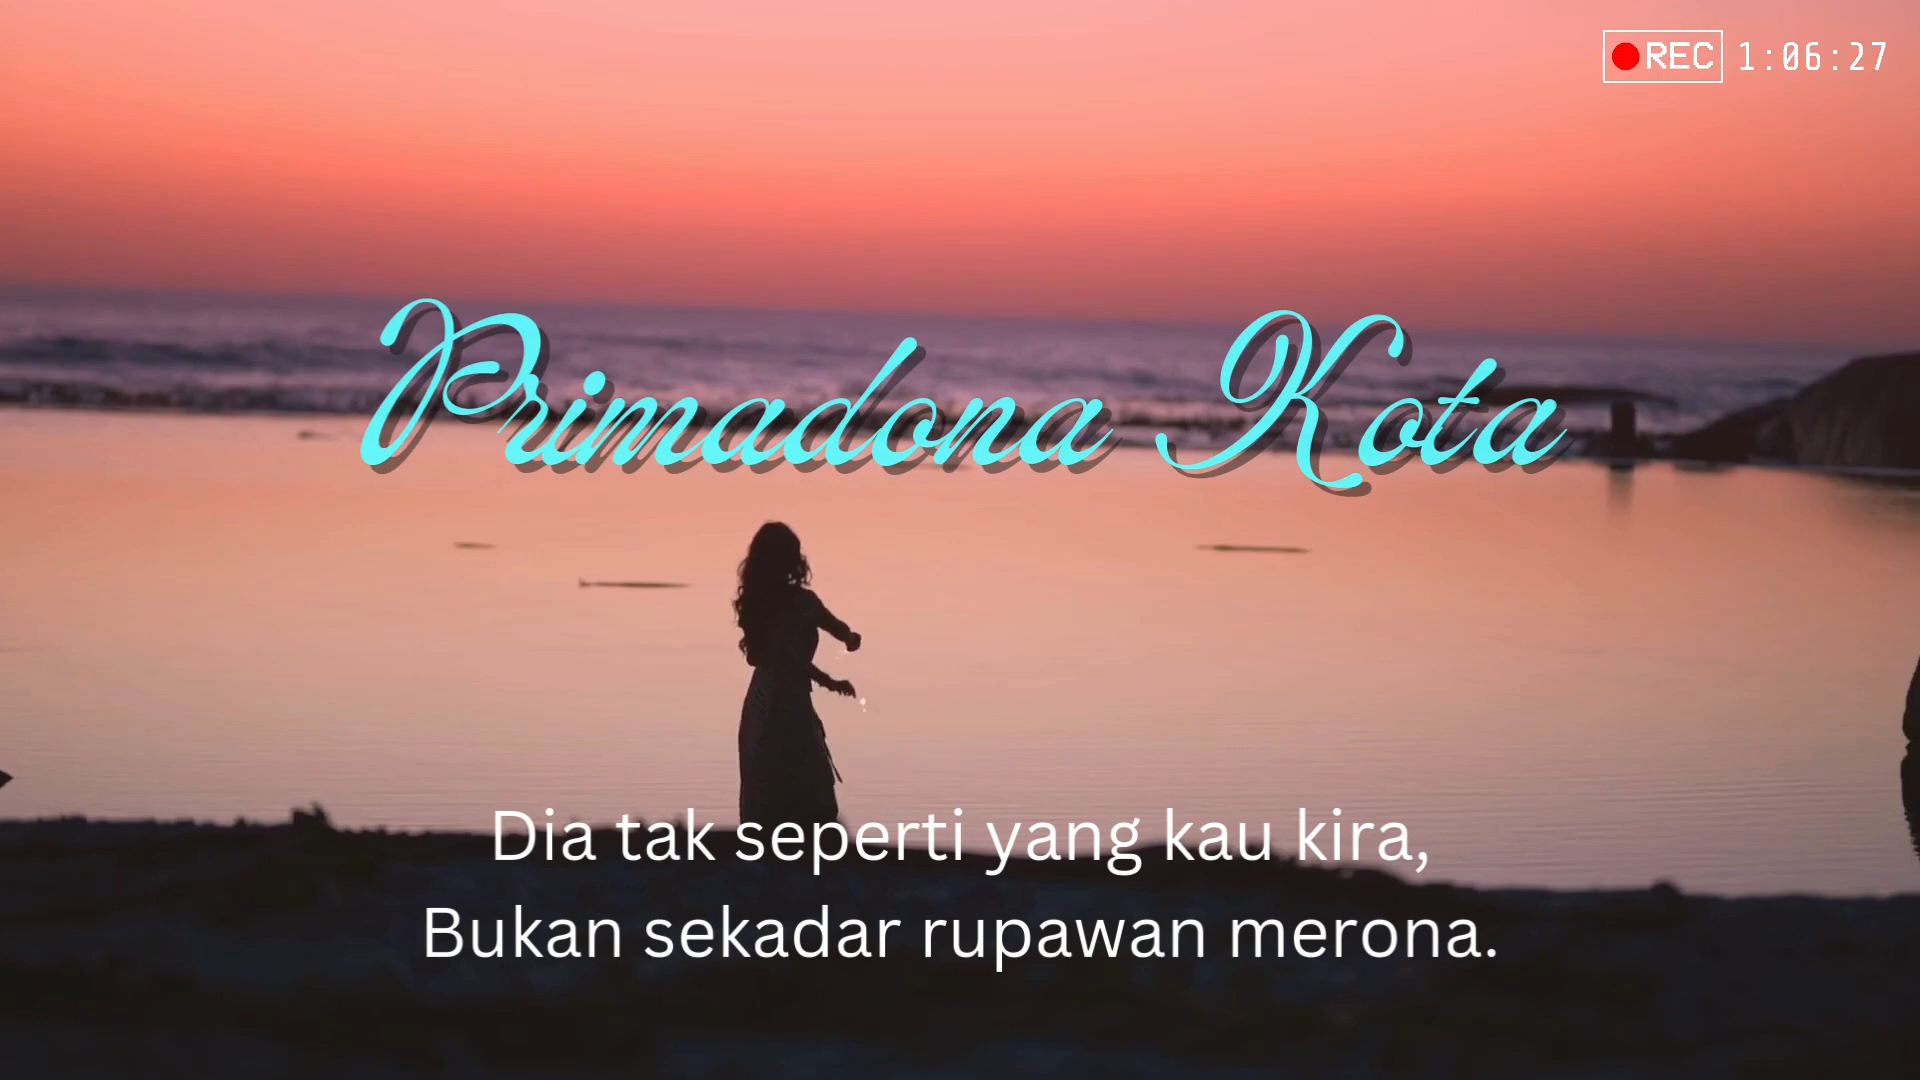 REC 1:06:27
Primadona Kota
Dia tak seperti yang kau kira,
Bukan sekadar rupawan merona.